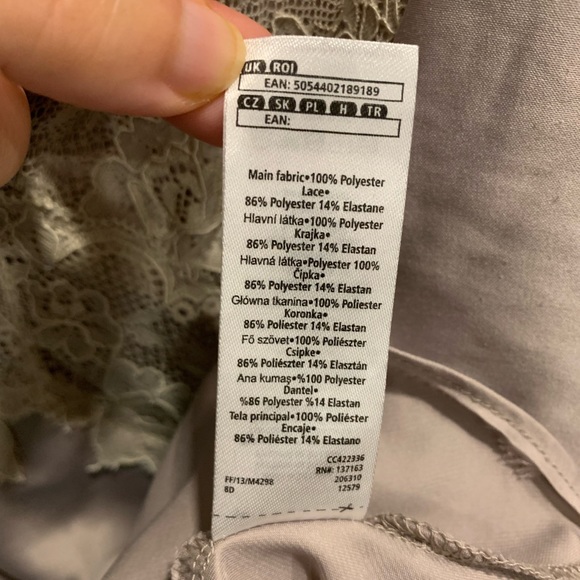 UK ROI
EAN: 5054402189189
CZ SK PL H TR
EAN:
Main fabric•100% Polyester
Lace•
86% Polyester 14% Elastane
Hlavní látka•100% Polyester
Krajka•
86% Polyester 14% Elastan
Hlavná látka•Polyester 100%
Čipka•
86% Polyester 14% Elastan
Główna tkanina•100% Poliester
Koronka•
86% Poliester 14% Elastan
Fő szövet•100% Poliészter
Csipke•
86% Poliészter 14% Elasztán
Ana kumaş•%100 Polyester
Dantel•
%86 Polyester %14 Elastan
Tela principal•100% Poliéster
Encaje•
86% Poliéster 14% Elastano
CC422336
RN#: 137163
FF/13/M4298 206310
8D 12579